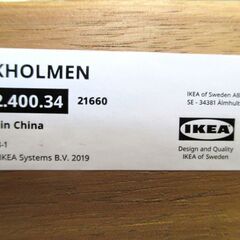 KHOLMEN
2.400.34 21660
in China
-1
IKEA Systems B.V. 2019
IKEA of Sweden AB
SE - 34381 Älmhult
IKEA
Design and Quality
IKEA of Sweden